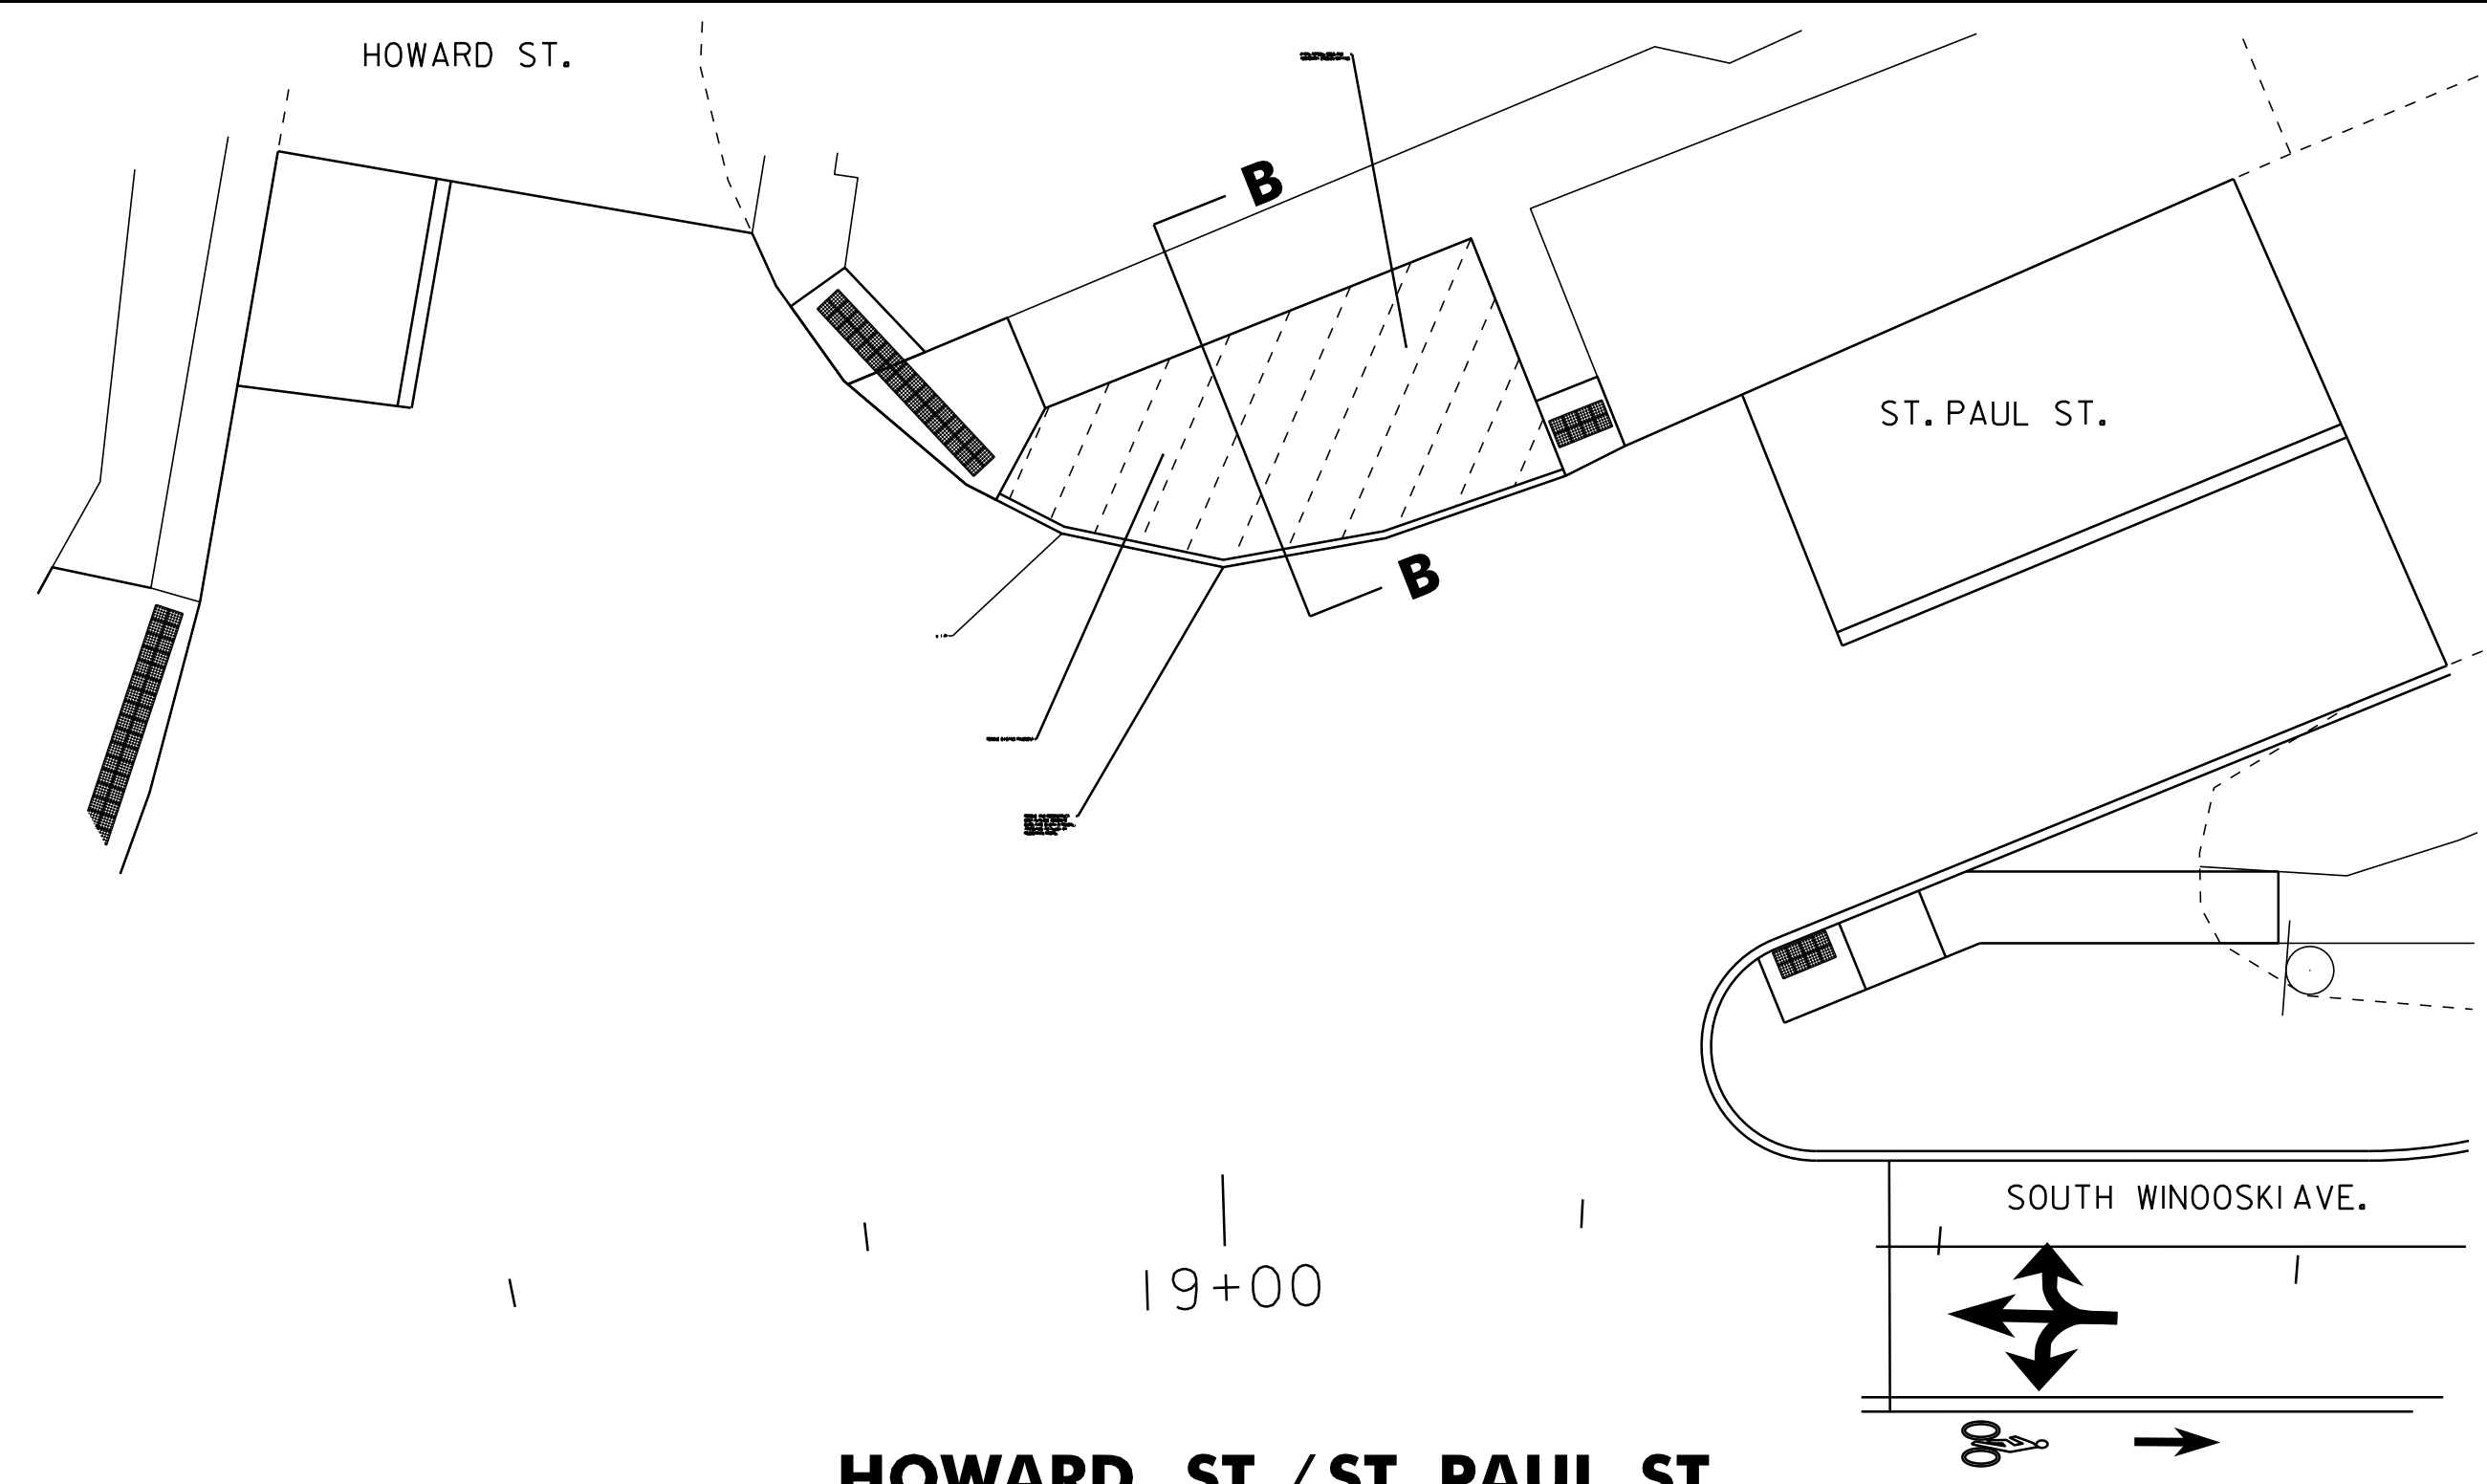 HOWARD ST.
B
ST. PAUL ST.
B
SOUTH WINOOSKI AVE.
19+00
HOWARD ST./ST. PAUL ST.